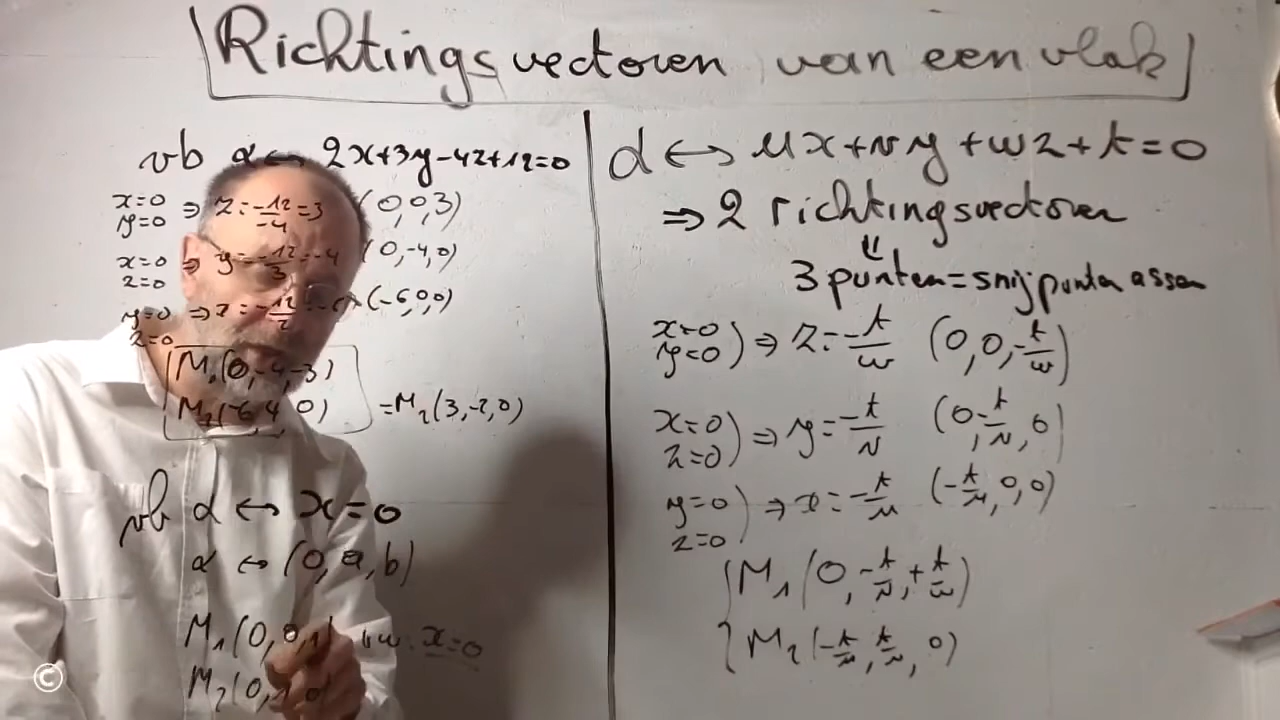 Richtingsvectoren van een vlak
vb α ↔ 2x+3y-4z+12=0
x=0
y=0 ⇒ z=-12/-4=3 (0,0,3)
x=0
z=0 ⇒ y=-12/3=-4 (0,-4,0)
y=0
z=0 ⇒ x=-12/2= (-6,0,0)
M1(0,-4,-3)
M2(-6,4,0) =M2(3,-2,0)
vb α ↔ x=0
α ↔ (0,a,b)
M1(0,0,1) x=0
M2(0,1,0)
α ↔ ux+vy+wz+t=0
⇒ 2 richtingsvectoren
3 punten=snijpunten assen
x=0
y=0) ⇒ z=-t/w (0,0,-t/w)
x=0
z=0) ⇒ y=-t/v (0,-t/v,0)
y=0
z=0) ⇒ x=-t/u (-t/u,0,0)
M1(0,-t/v,+t/w)
M2(-t/u,t/v,0)
©